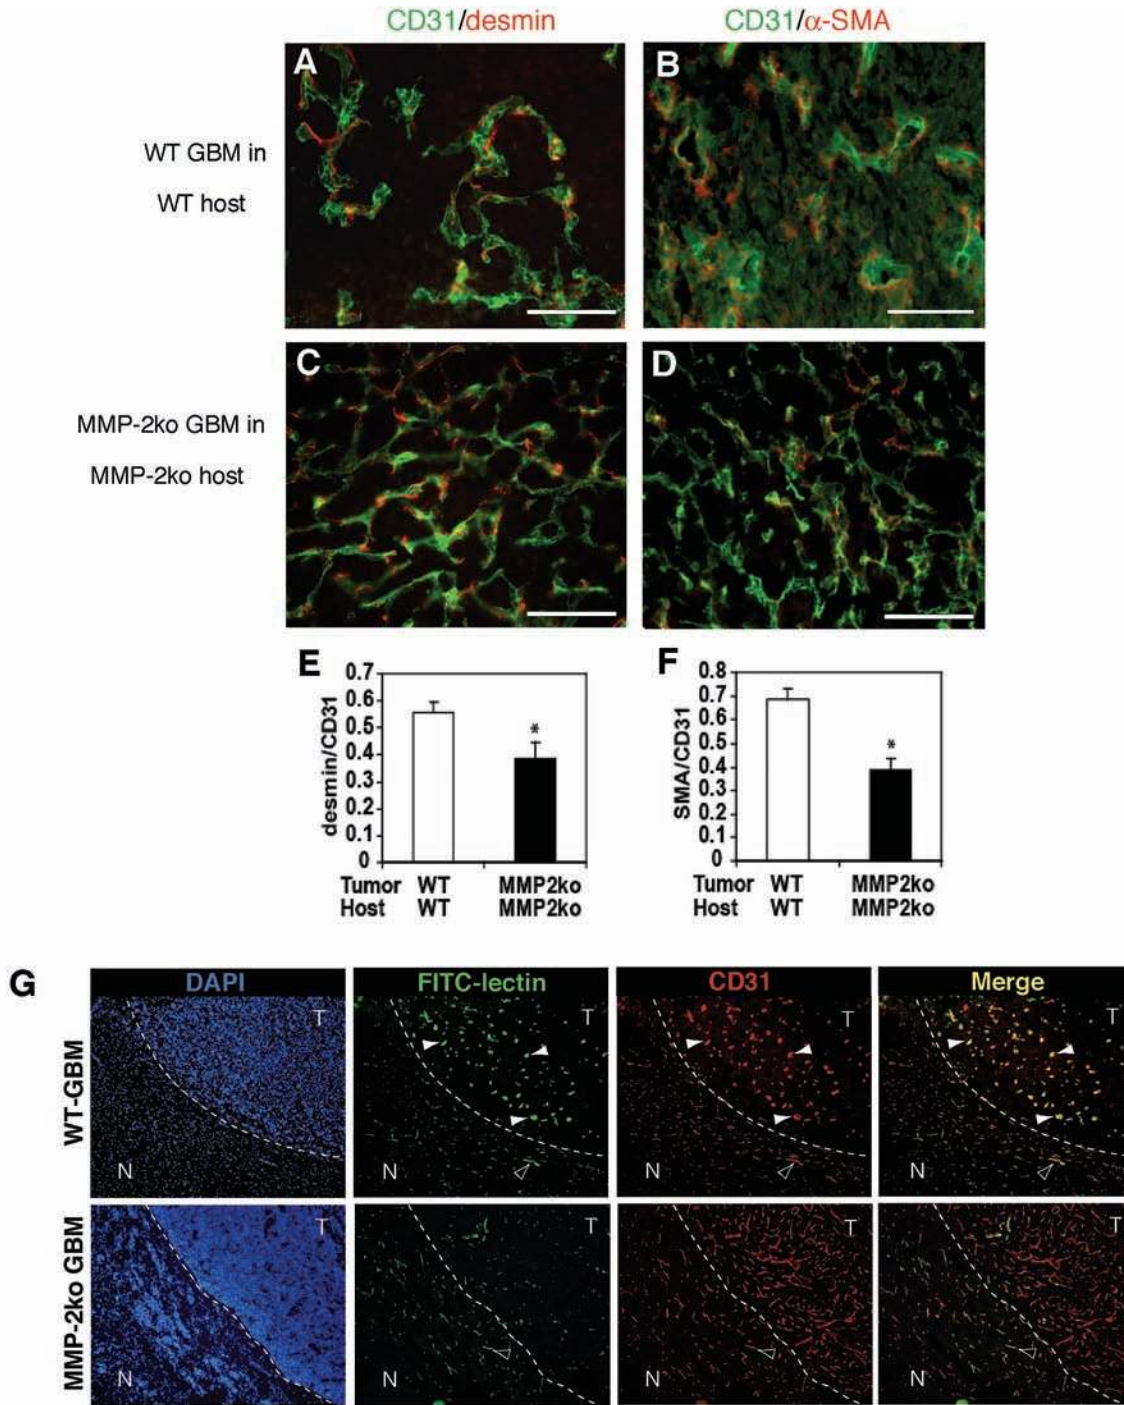 CD31/desmin
CD31/α-SMA
A
B
WT GBM in
WT host
C
D
MMP-2ko GBM in
MMP-2ko host
E
desmin/CD31
0.7
0.6
0.5
0.4
0.3
0.2
0.1
0
*
Tumor WT MMP2ko
Host WT MMP2ko
F
SMA/CD31
0.8
0.7
0.6
0.5
0.4
0.3
0.2
0.1
0
*
Tumor WT MMP2ko
Host WT MMP2ko
G
DAPI FITC-lectin CD31 Merge
WT-GBM
T T T T
N N N N
MMP-2ko GBM
T T T T
N N N N